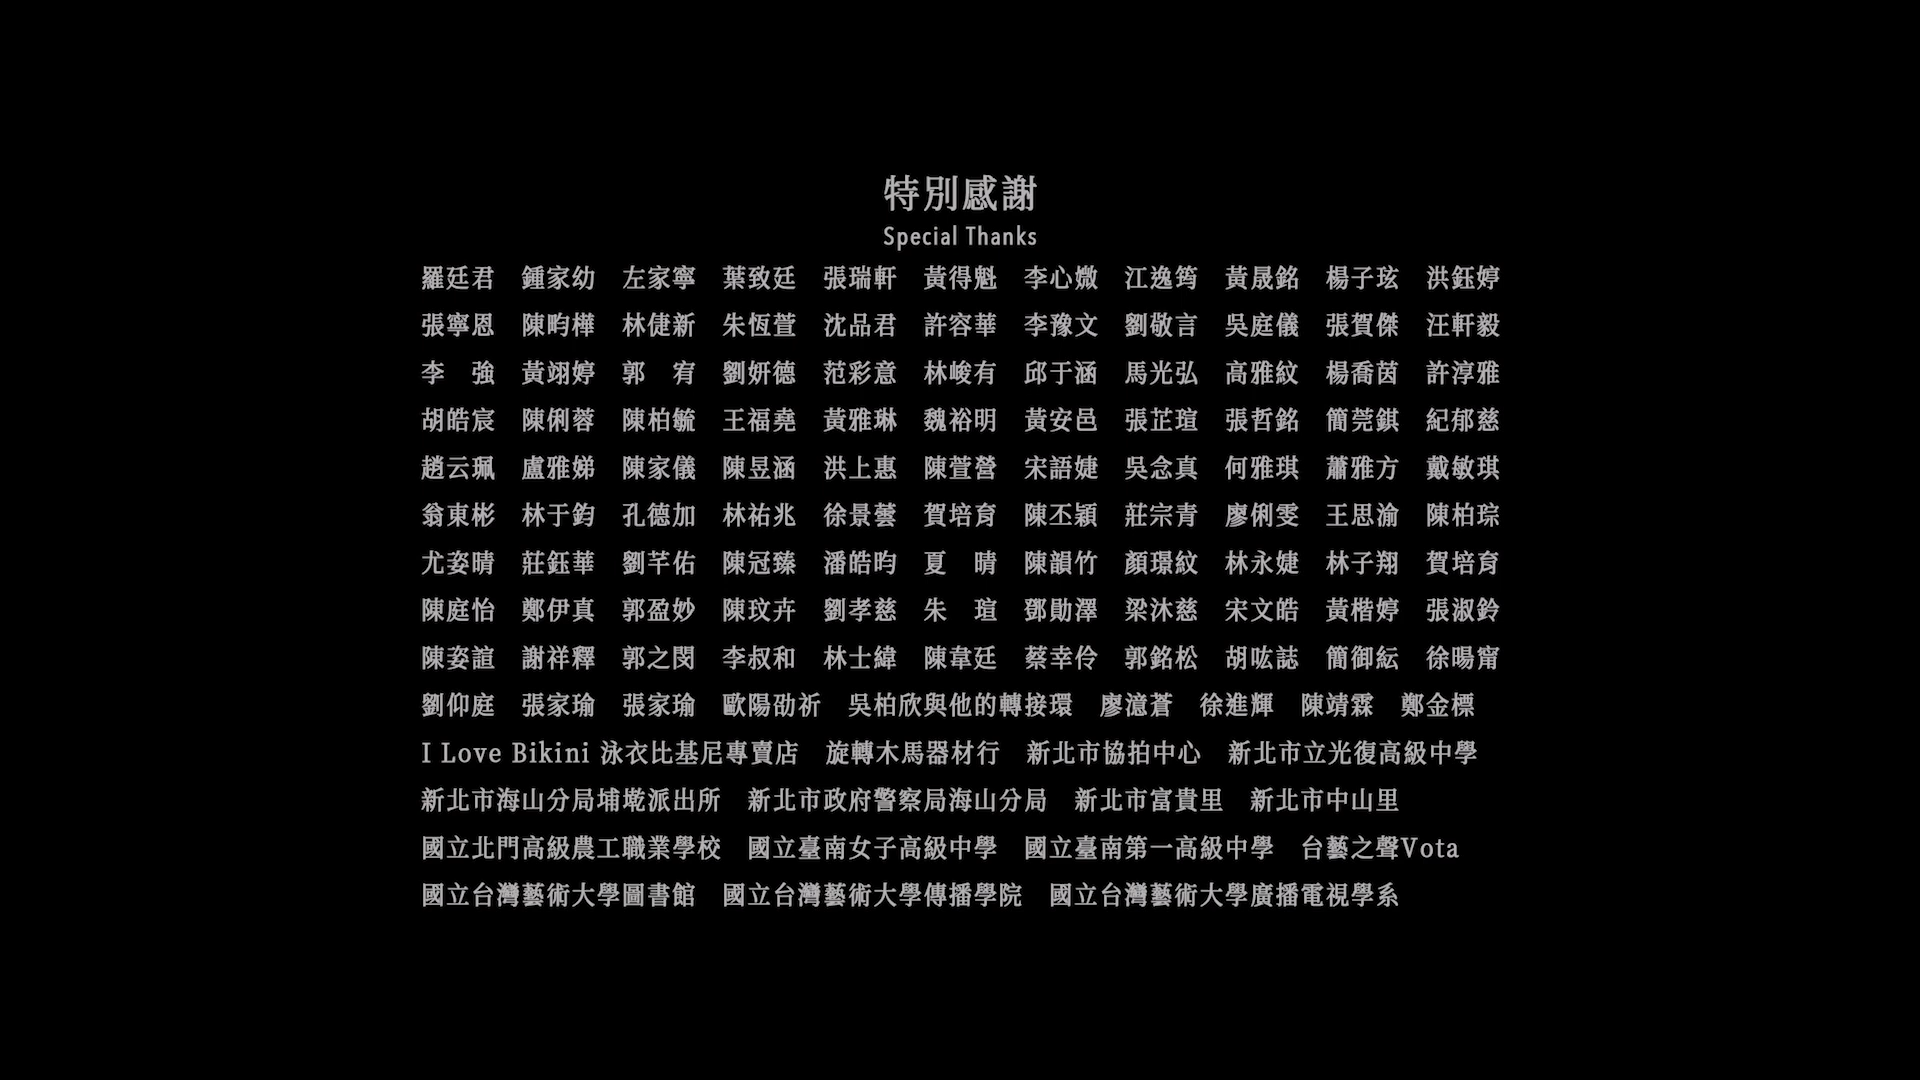 特別感謝
Special Thanks
羅廷君　鍾家幼　左家寧　葉致廷　張瑞軒　黃得魁　李心媺　江逸筠　黃晟銘　楊子玹　洪鈺婷
張寧恩　陳畇樺　林倢新　朱恆萱　沈品君　許容華　李豫文　劉敬言　吳庭儀　張賀傑　汪軒毅
李　強　黃翊婷　郭　宥　劉妍德　范彩意　林峻有　邱于涵　馬光弘　高雅紋　楊喬茵　許淳雅
胡皓宸　陳俐蓉　陳柏毓　王福堯　黃雅琳　魏裕明　黃安邑　張芷瑄　張哲銘　簡莞錤　紀郁慈
趙云珮　盧雅娣　陳家儀　陳昱涵　洪上惠　陳萱營　宋語婕　吳念真　何雅琪　蕭雅方　戴敏琪
翁東彬　林于鈞　孔德加　林祐兆　徐景蕓　賀培育　陳丕穎　莊宗青　廖俐雯　王思渝　陳柏琮
尤姿晴　莊鈺華　劉芊佑　陳冠臻　潘皓昀　夏　晴　陳韻竹　顏璟紋　林永婕　林子翔　賀培育
陳庭怡　鄭伊真　郭盈妙　陳玟卉　劉孝慈　朱　瑄　鄧勛澤　梁沐慈　宋文皓　黃楷婷　張淑鈴
陳姿誼　謝祥釋　郭之閔　李叔和　林士緯　陳韋廷　蔡幸伶　郭銘松　胡呟誌　簡御紜　徐暘甯
劉仰庭　張家瑜　張家瑜　歐陽劭祈　吳柏欣與他的轉接環　廖澺蒼　徐進輝　陳靖霖　鄭金標
I Love Bikini 泳衣比基尼專賣店　旋轉木馬器材行　新北市協拍中心　新北市立光復高級中學
新北市海山分局埔墘派出所　新北市政府警察局海山分局　新北市富貴里　新北市中山里
國立北門高級農工職業學校　國立臺南女子高級中學　國立臺南第一高級中學　台藝之聲Vota
國立台灣藝術大學圖書館　國立台灣藝術大學傳播學院　國立台灣藝術大學廣播電視學系